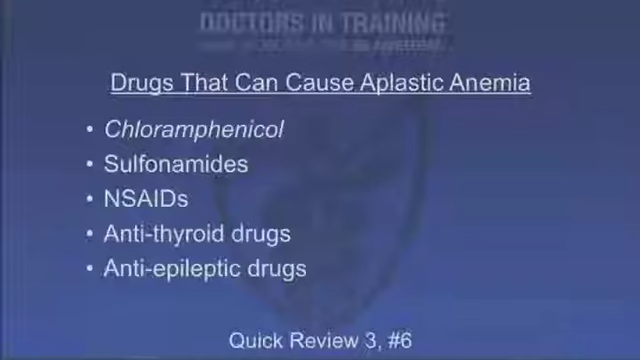 DOCTORS IN TRAINING
Drugs That Can Cause Aplastic Anemia
• Chloramphenicol
• Sulfonamides
• NSAIDs
• Anti-thyroid drugs
• Anti-epileptic drugs
Quick Review 3, #6